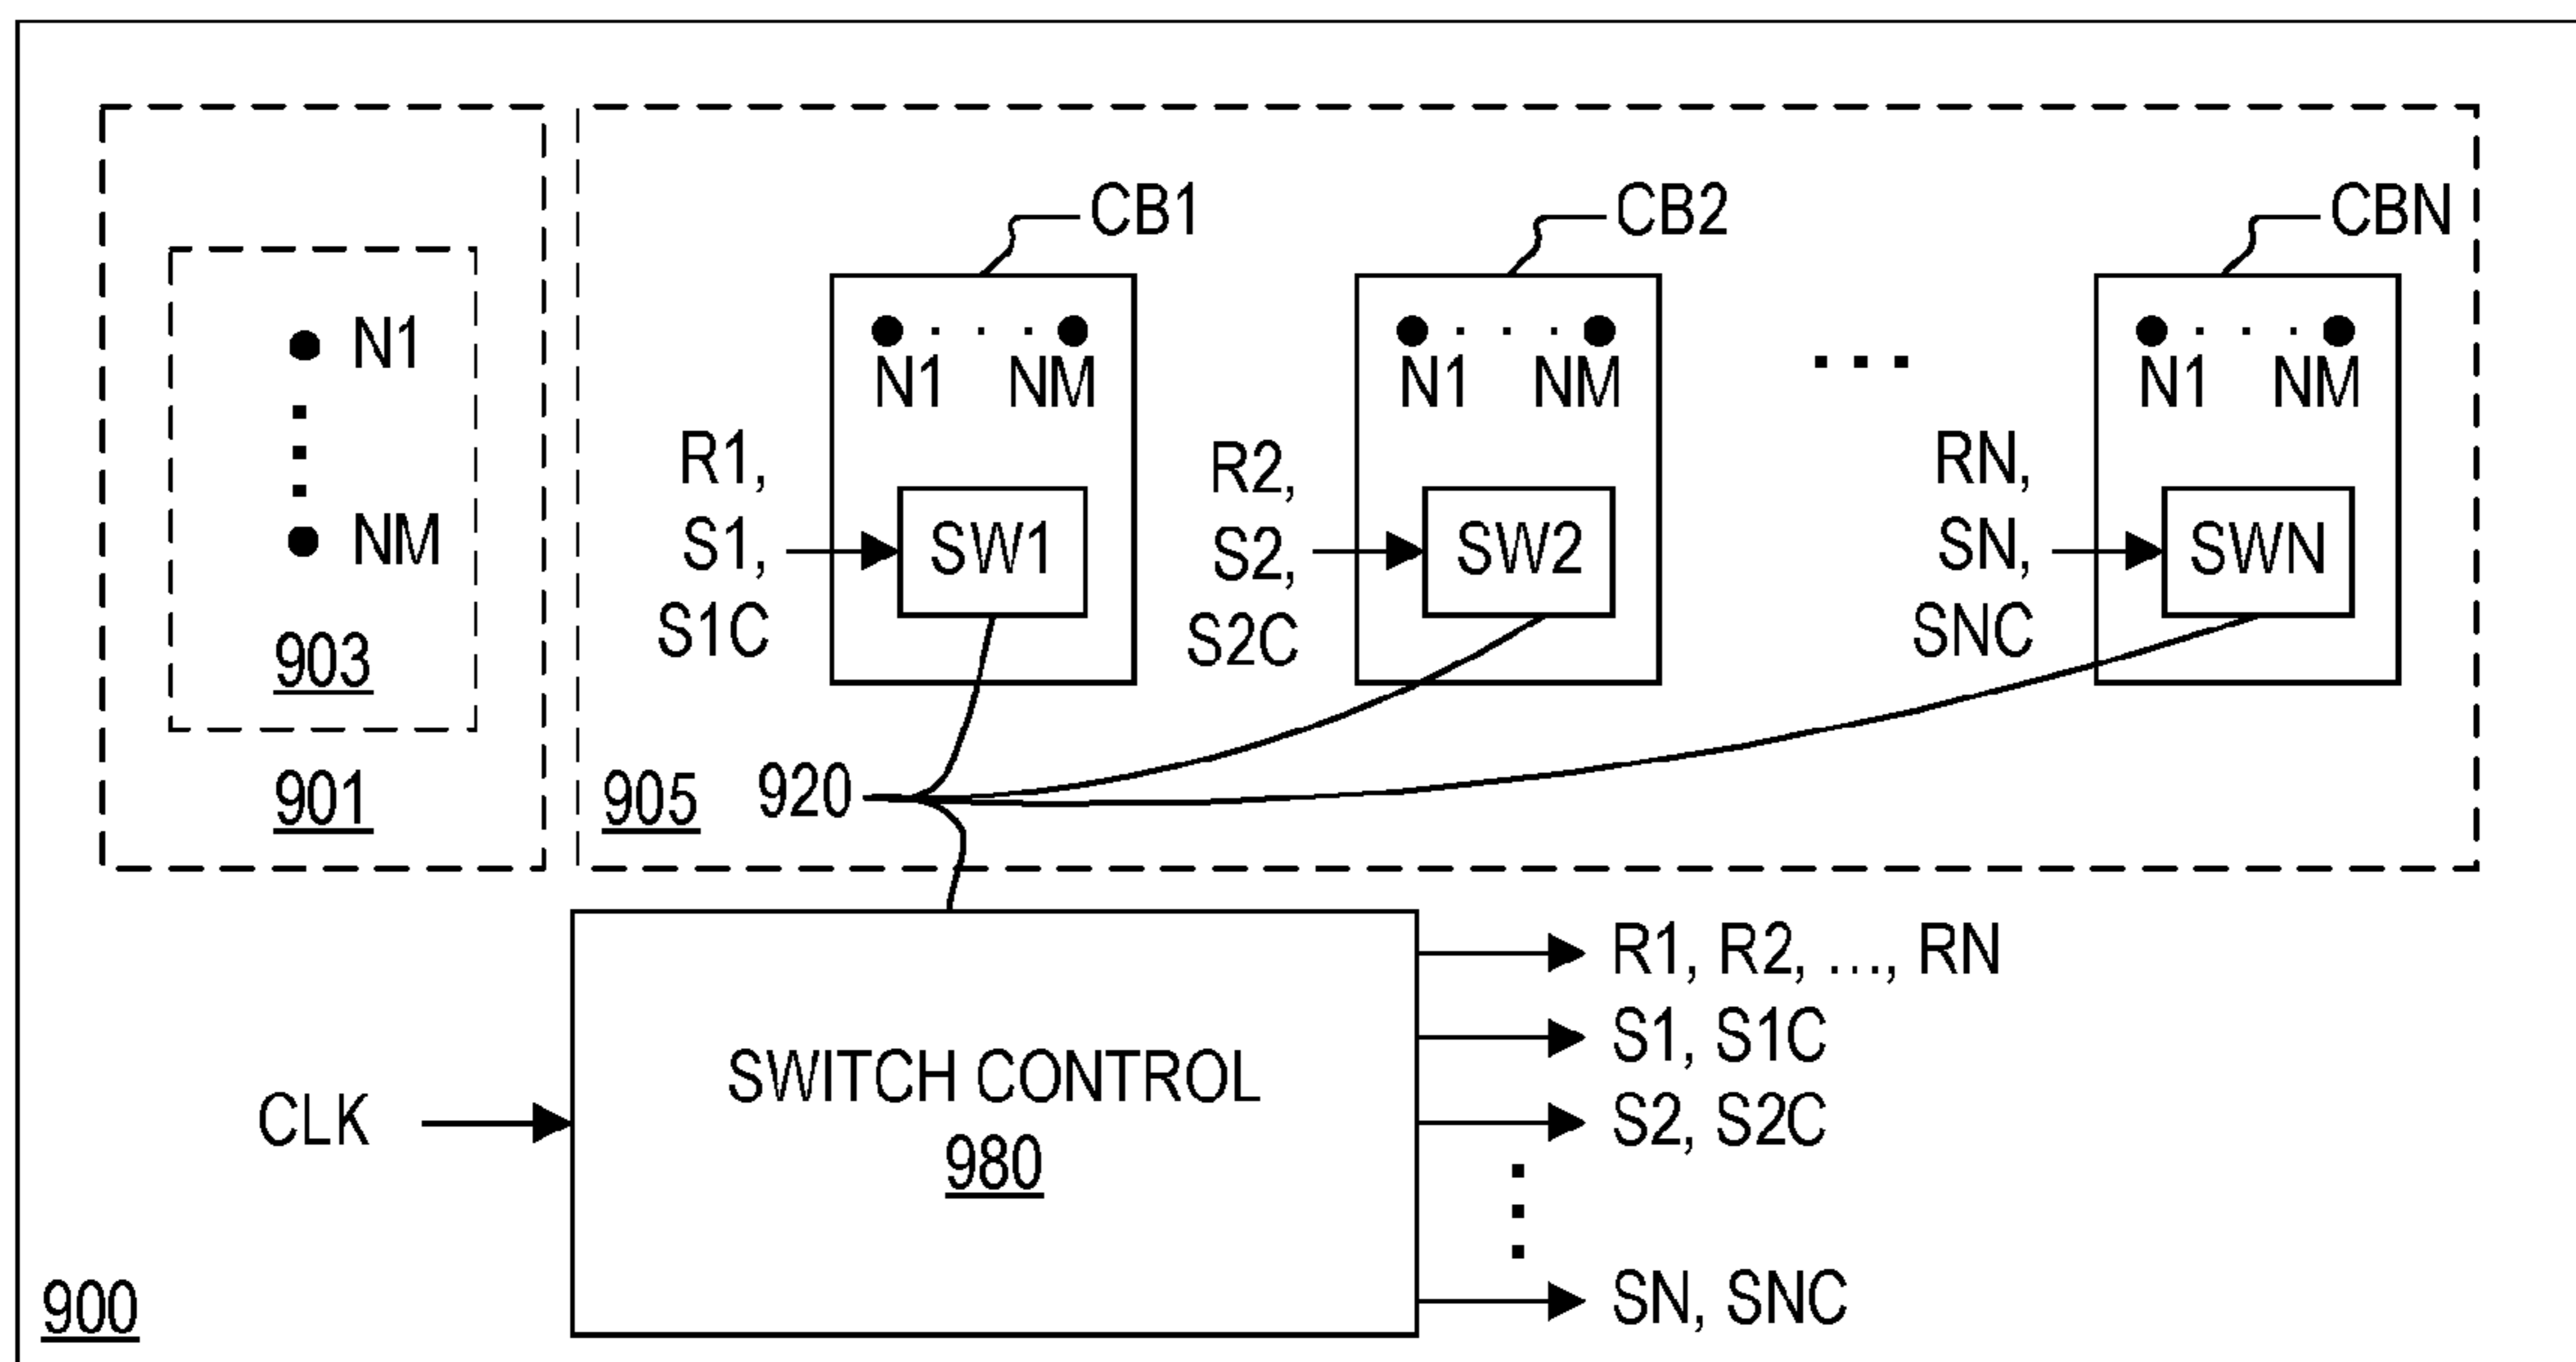 CB1
CB2
CBN
N1
NM
903
901
N1 NM
R1,
S1,
S1C
SW1
N1 NM
R2,
S2,
S2C
SW2
...
N1 NM
RN,
SN,
SNC
SWN
905
920
CLK
SWITCH CONTROL
980
R1, R2, ..., RN
S1, S1C
S2, S2C
SN, SNC
900